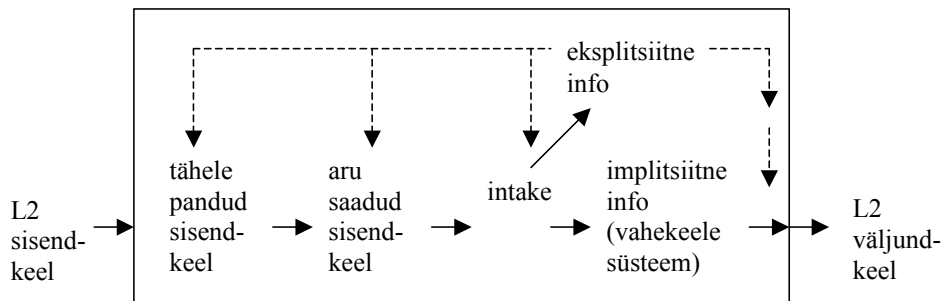 eksplitsiitne
info
L2
sisend-
keel
tähele
pandud
sisend-
keel
aru
saadud
sisend-
keel
intake
implitsiitne
info
(vahekeele
süsteem)
L2
väljund-
keel